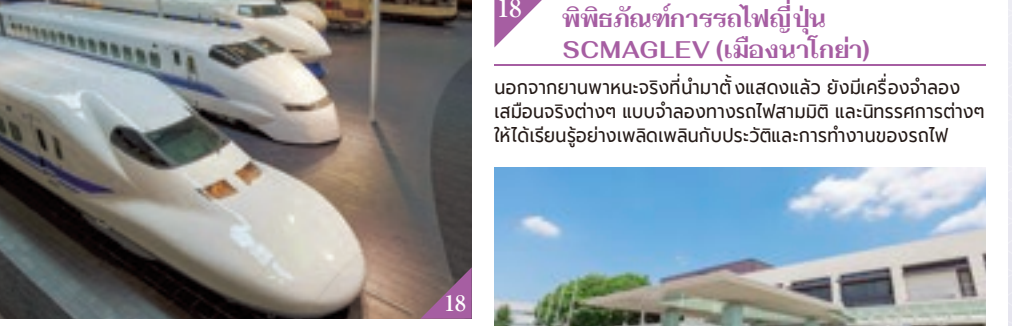 18
พิพิธภัณฑ์การรถไฟญี่ปุ่น
SCMAGLEV (เมืองนาโกย่า)
นอกจากยานพาหนะจริงที่นำมาตั้งแสดงแล้ว ยังมีเครื่องจำลอง
เสมือนจริงต่างๆ แบบจำลองทางรถไฟสามมิติ และนิทรรศการต่างๆ
ให้ได้เรียนรู้อย่างเพลิดเพลินกับประวัติและการทำงานของรถไฟ
18